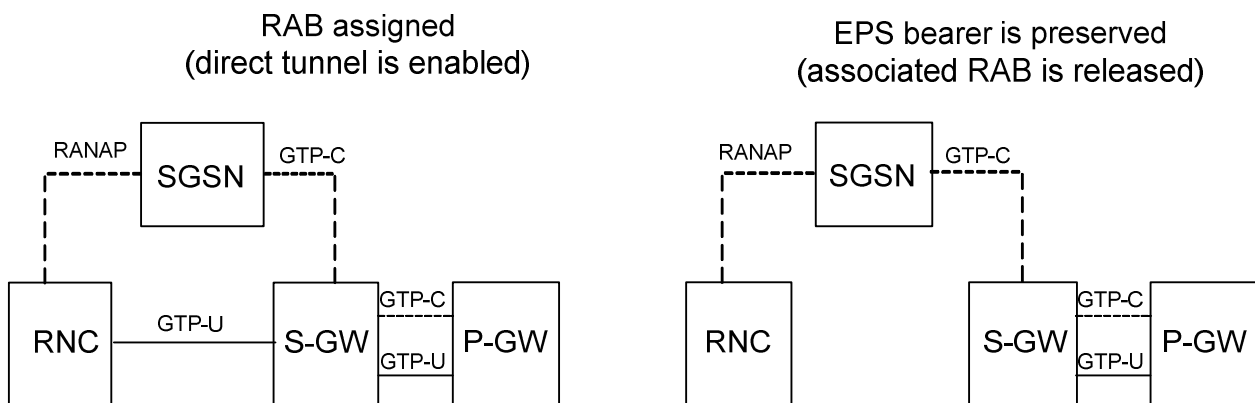 RAB assigned
(direct tunnel is enabled)
EPS bearer is preserved
(associated RAB is released)
RANAP
SGSN
GTP-C
RNC
GTP-U
S-GW
GTP-C
GTP-U
P-GW
RANAP
SGSN
GTP-C
RNC
S-GW
GTP-C
GTP-U
P-GW